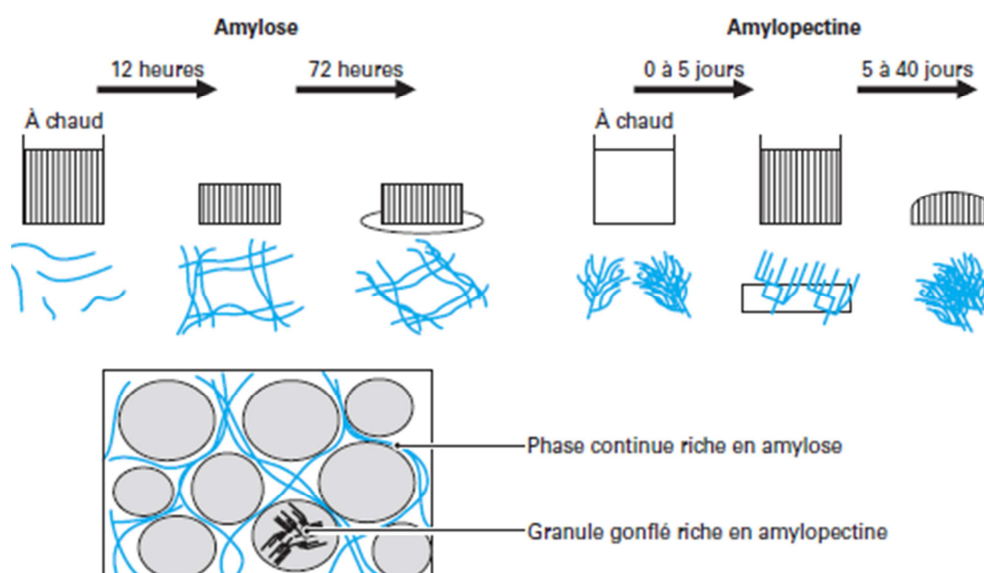 Amylose
Amylopectine
12 heures
72 heures
0 à 5 jours
5 à 40 jours
À chaud
À chaud
Phase continue riche en amylose
Granule gonflé riche en amylopectine